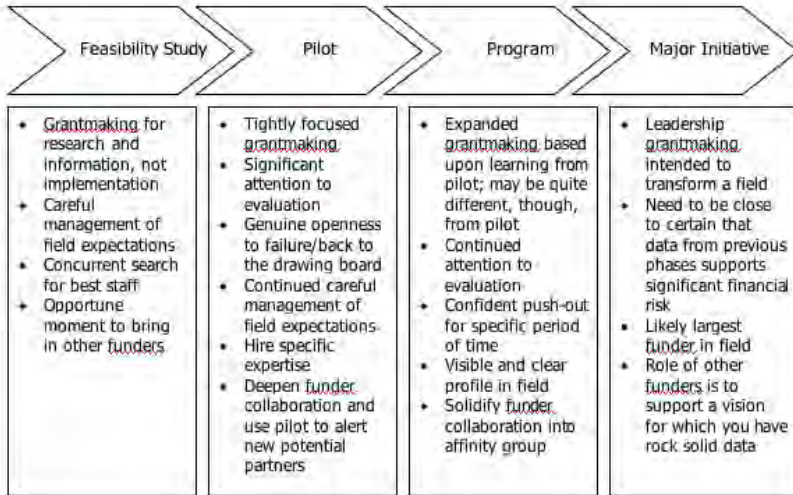 Feasibility Study
Pilot
Program
Major Initiative
• Grantmaking for
research and
information, not
implementation
• Careful
management of
field expectations
• Concurrent search
for best staff
• Opportune
moment to bring
in other funders
• Tightly focused
grantmaking
• Significant
attention to
evaluation
• Genuine openness
to failure/back to
the drawing board
• Continued careful
management of
field expectations
• Hire specific
expertise
• Deepen funder
collaboration and
use pilot to alert
new potential
partners
• Expanded
grantmaking based
upon learning from
pilot; may be quite
different, though,
from pilot
• Continued
attention to
evaluation
• Confident push-out
for specific period
of time
• Visible and clear
profile in field
• Solidify funder
collaboration into
affinity group
• Leadership
grantmaking
intended to
transform a field
• Need to be close
to certain that
data from previous
phases supports
significant financial
risk
• Likely largest
funder in field
• Role of other
funders is to
support a vision
for which you have
rock solid data